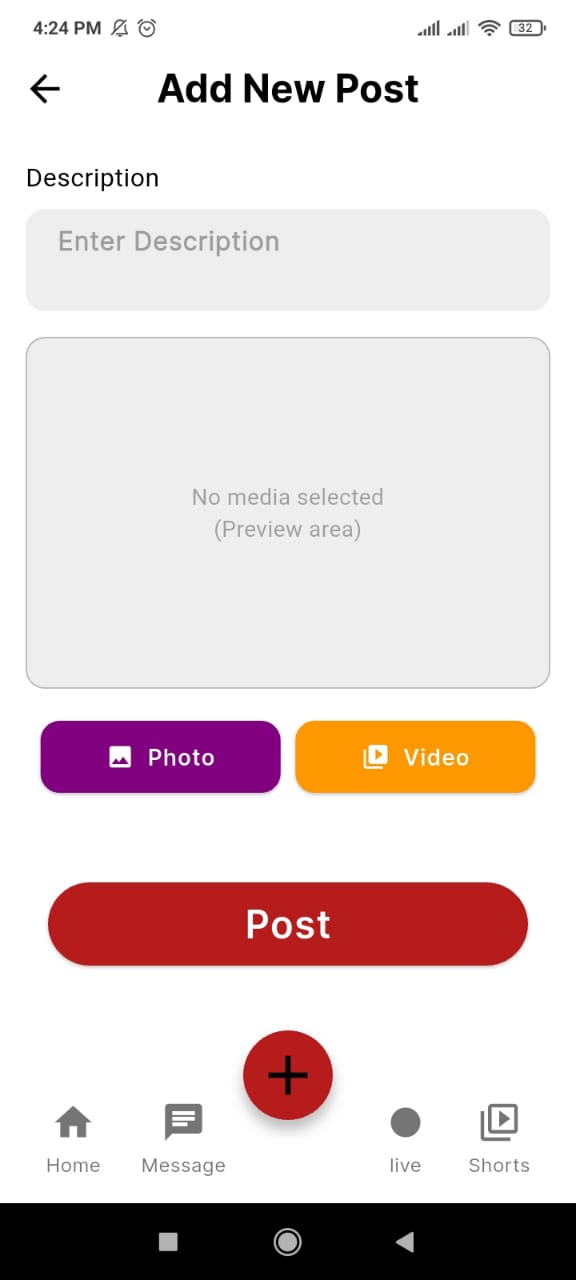 4:24 PM 32
Add New Post
Description
Enter Description
No media selected
(Preview area)
Photo Video
Post
Home Message live Shorts